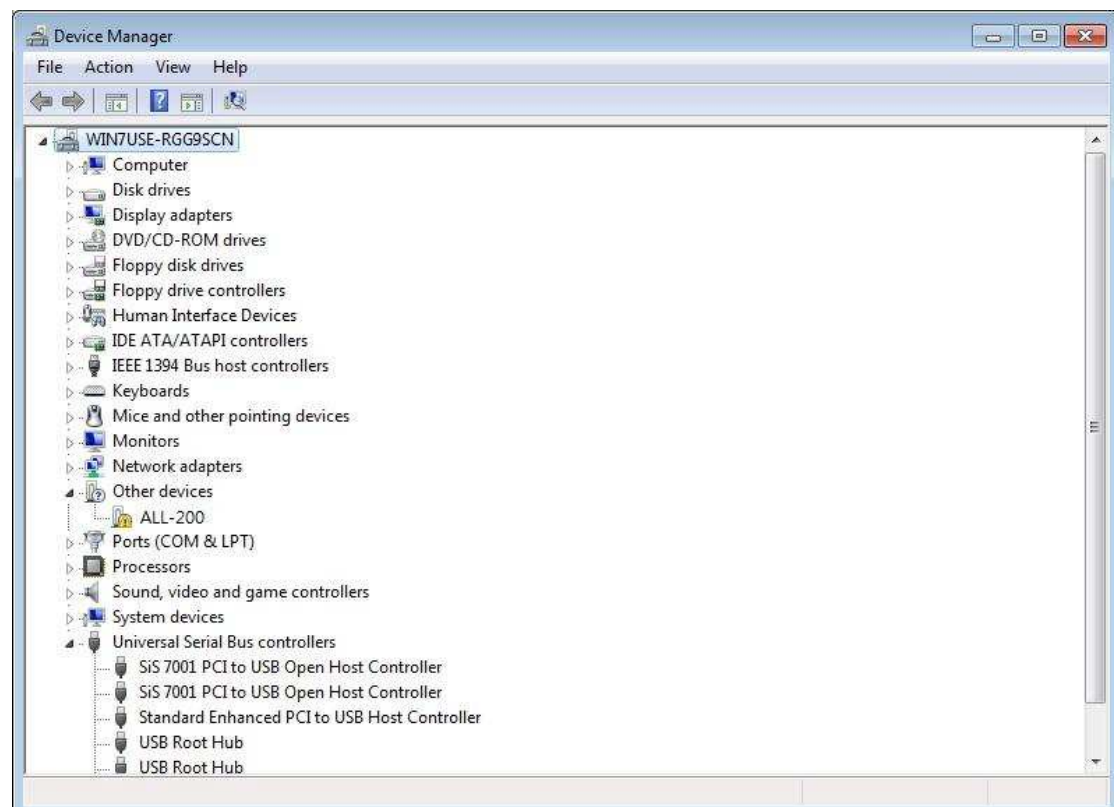 Device Manager
File Action View Help
WIN7USE-RGG9SCN
Computer
Disk drives
Display adapters
DVD/CD-ROM drives
Floppy disk drives
Floppy drive controllers
Human Interface Devices
IDE ATA/ATAPI controllers
IEEE 1394 Bus host controllers
Keyboards
Mice and other pointing devices
Monitors
Network adapters
Other devices
ALL-200
Ports (COM & LPT)
Processors
Sound, video and game controllers
System devices
Universal Serial Bus controllers
SiS 7001 PCI to USB Open Host Controller
SiS 7001 PCI to USB Open Host Controller
Standard Enhanced PCI to USB Host Controller
USB Root Hub
USB Root Hub